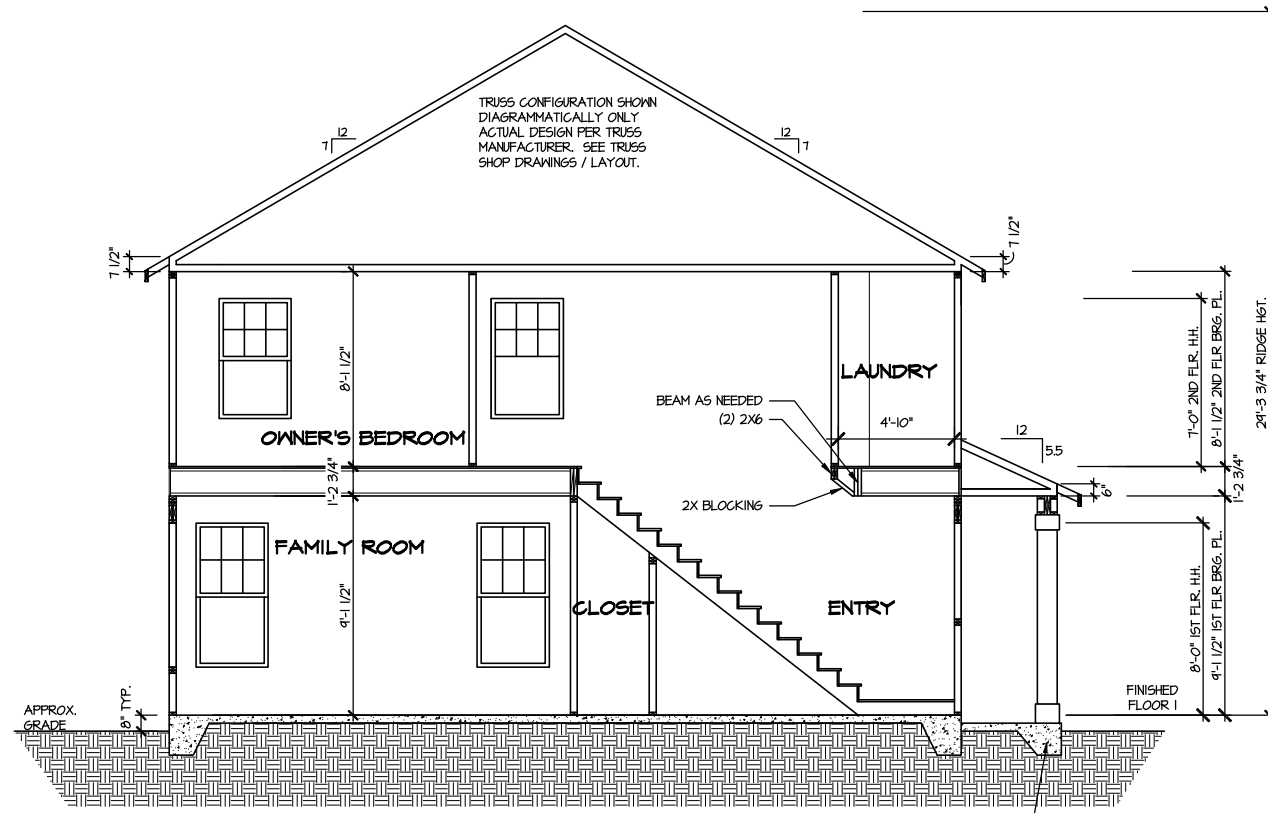 TRUSS CONFIGURATION SHOWN
DIAGRAMMATICALLY ONLY
ACTUAL DESIGN PER TRUSS
MANUFACTURER. SEE TRUSS
SHOP DRAWINGS / LAYOUT.
12
7
12
7
7 1/2"
7 1/2"
8'-1 1/2"
LAUNDRY
BEAM AS NEEDED
(2) 2X6
4'-10"
OWNER'S BEDROOM
12
5.5
7'-0" 2ND FLR. H.H.
8'-1 1/2" 2ND FLR BRG. PL.
29'-3 3/4" RIDGE HGT.
1'-2 3/4"
6"
1'-2 3/4"
2X BLOCKING
FAMILY ROOM
9'-1 1/2"
CLOSET
ENTRY
8'-0" 1ST FLR. H.H.
9'-1 1/2" 1ST FLR BRG. PL.
APPROX.
GRADE
8" TYP.
FINISHED
FLOOR 1